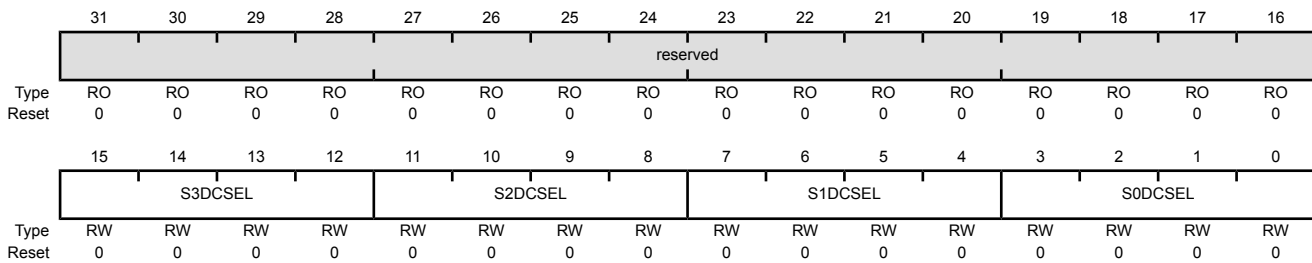 31 30 29 28 27 26 25 24 23 22 21 20 19 18 17 16
reserved
Type RO RO RO RO RO RO RO RO RO RO RO RO RO RO RO RO
Reset 0 0 0 0 0 0 0 0 0 0 0 0 0 0 0 0
15 14 13 12 11 10 9 8 7 6 5 4 3 2 1 0
S3DCSEL S2DCSEL S1DCSEL S0DCSEL
Type RW RW RW RW RW RW RW RW RW RW RW RW RW RW RW RW
Reset 0 0 0 0 0 0 0 0 0 0 0 0 0 0 0 0